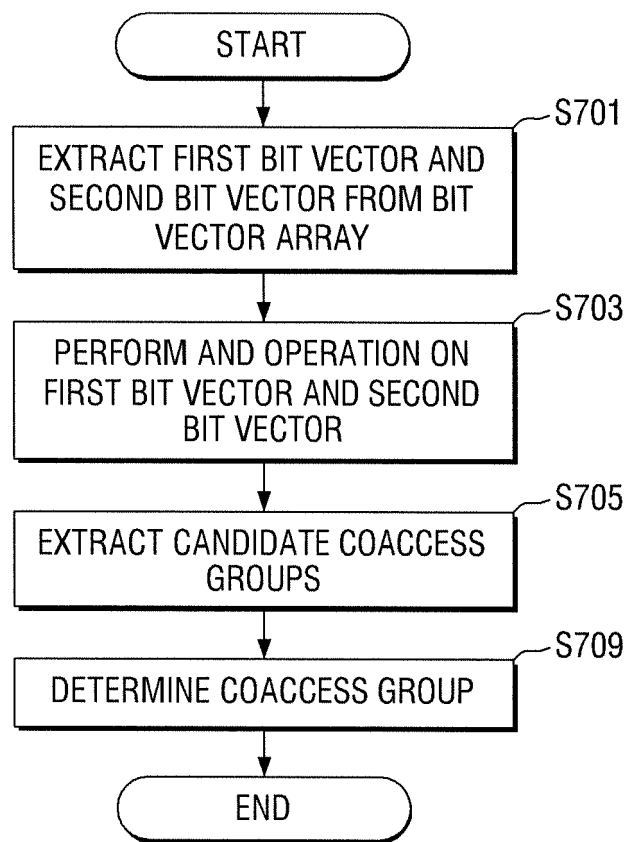 START
S701
EXTRACT FIRST BIT VECTOR AND
SECOND BIT VECTOR FROM BIT
VECTOR ARRAY
S703
PERFORM AND OPERATION ON
FIRST BIT VECTOR AND SECOND
BIT VECTOR
S705
EXTRACT CANDIDATE COACCESS
GROUPS
S709
DETERMINE COACCESS GROUP
END